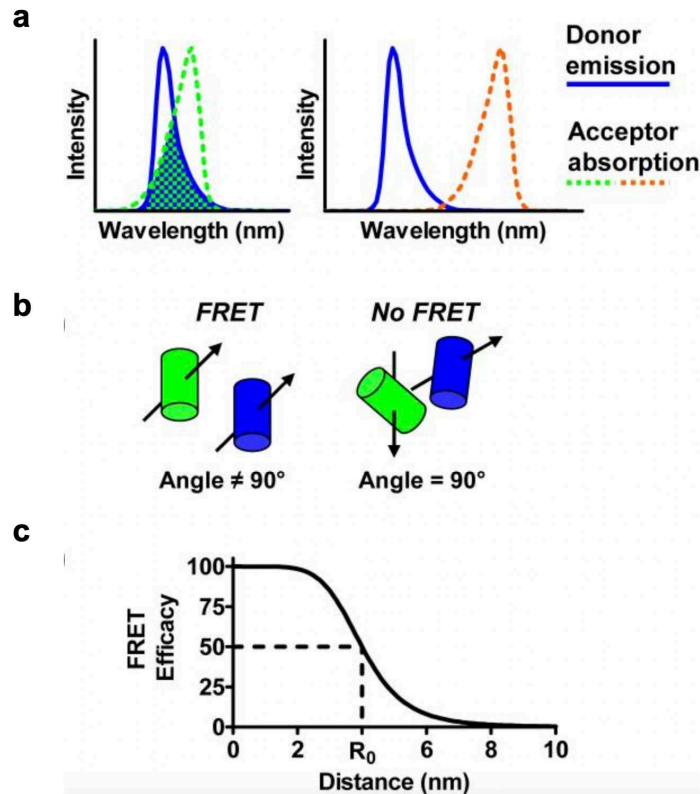 a
Intensity
Wavelength (nm)
Intensity
Wavelength (nm)
Donor
emission
Acceptor
absorption
b
FRET
No FRET
Angle ≠ 90°
Angle = 90°
c
FRET
Efficacy
100
75
50
25
0
0 2 R₀ 6 8 10
Distance (nm)